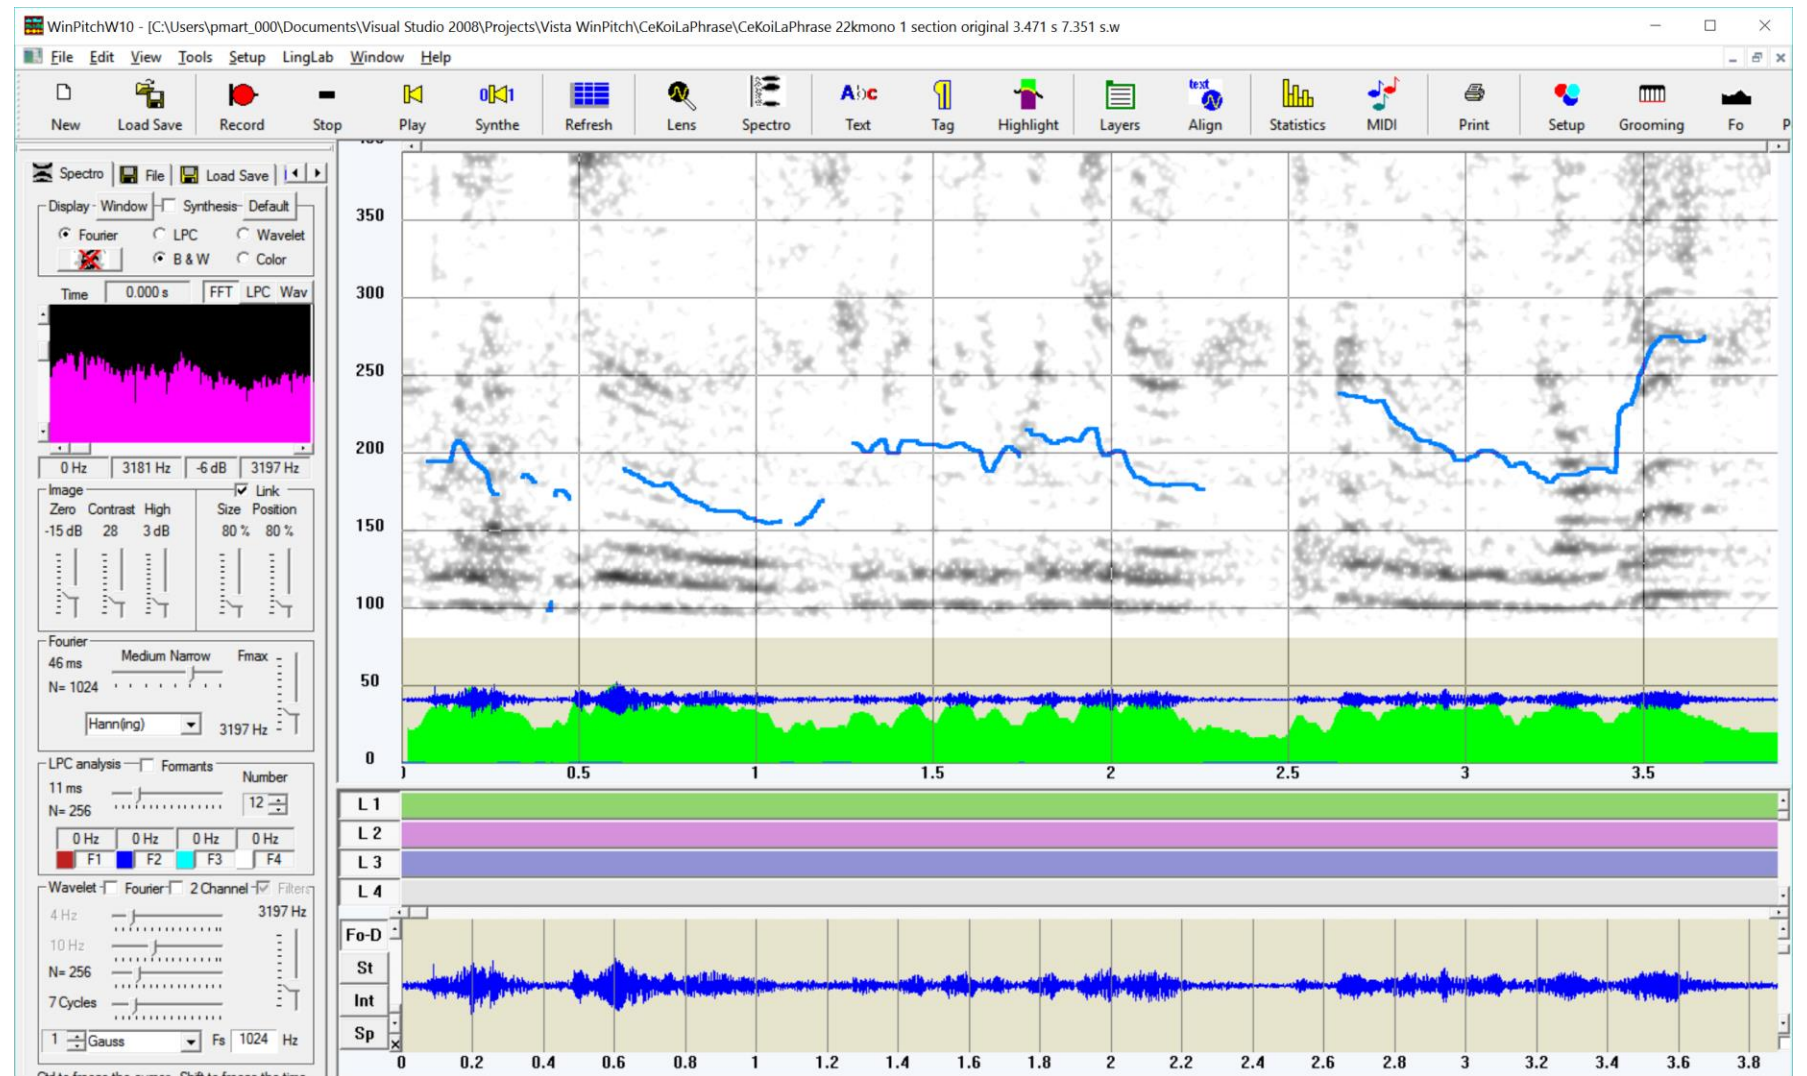 WinPitchW10 - [C:\Users\pmart_000\Documents\Visual Studio 2008\Projects\Vista WinPitch\CeKoiLaPhrase\CeKoiLaPhrase 22kmono 1 section original 3.471 s 7.351 s.w
File Edit View Tools Setup LingLab Window Help
0 1 text
Abc
New Load Save Record Stop Play Synthe Refresh Lens Spectro Text Tag Highlight Layers Align Statistics MIDI Print Setup Grooming Fo P
Spectro File Load Save
Display Window Synthesis Default
Fourier LPC Wavelet
B & W Color
Time 0.000 s FFT LPC Wav
0 Hz 3181 Hz -6 dB 3197 Hz
Image Link
Zero Contrast High Size Position
-15 dB 28 3 dB 80 % 80 %
Fourier
46 ms Medium Narrow Fmax
N= 1024
Hann(ing) 3197 Hz
LPC analysis Formants
Number
11 ms
12
N= 256
0 Hz 0 Hz 0 Hz 0 Hz
F1 F2 F3 F4
Wavelet Fourier 2 Channel Filters
4 Hz 3197 Hz
10 Hz
N= 256
7 Cycles
1 Gauss Fs 1024 Hz
350
300
250
200
150
100
50
0
0.5 1 1.5 2 2.5 3 3.5
L 1
L 2
L 3
L 4
Fo-D
St
Int
Sp
0 0.2 0.4 0.6 0.8 1 1.2 1.4 1.6 1.8 2 2.2 2.4 2.6 2.8 3 3.2 3.4 3.6 3.8